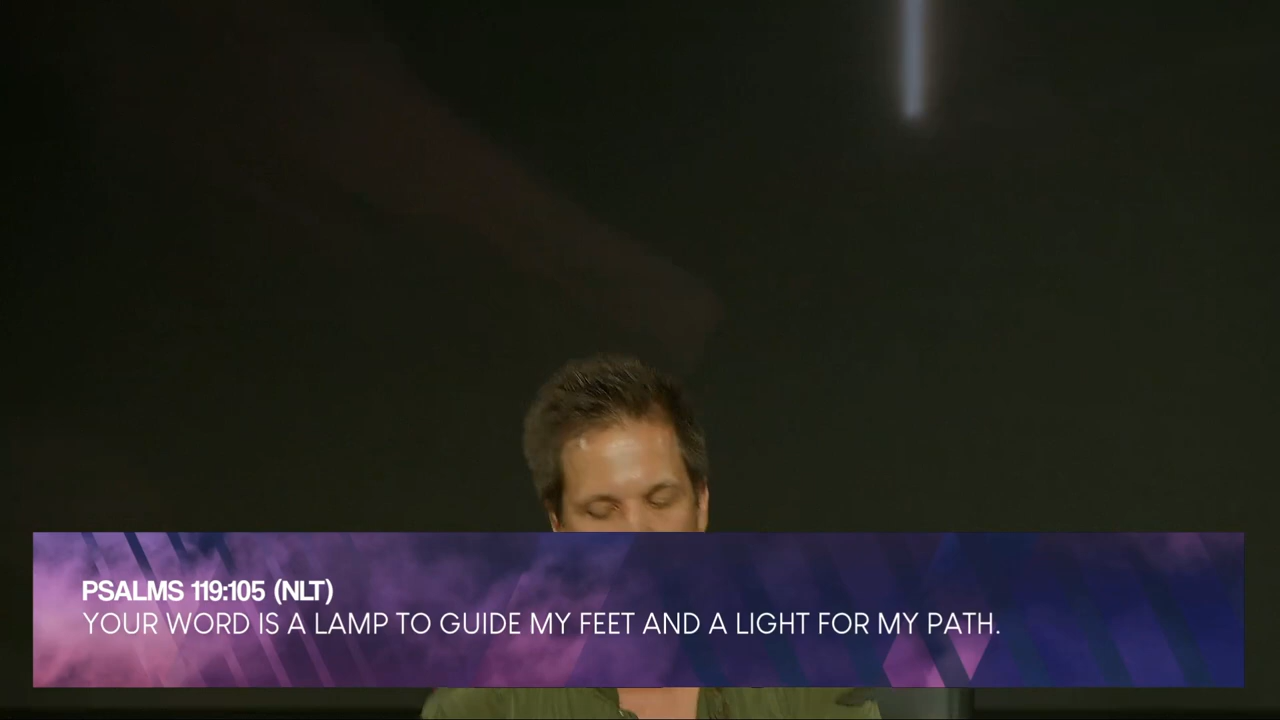 PSALMS 119:105 (NLT)
YOUR WORD IS A LAMP TO GUIDE MY FEET AND A LIGHT FOR MY PATH.